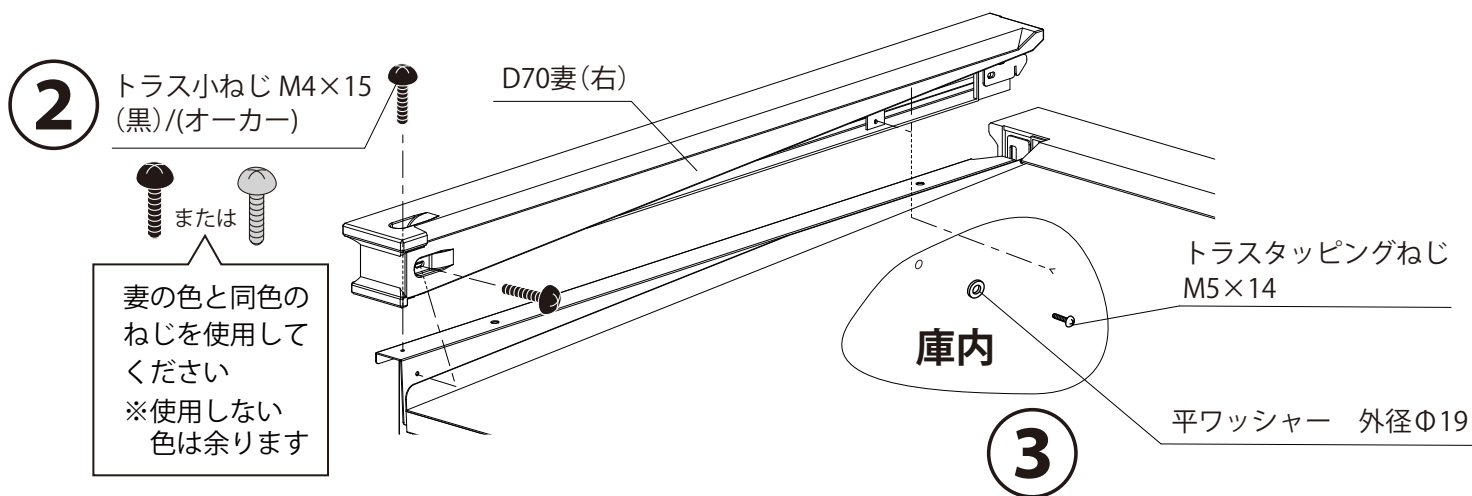 2
トラス小ねじ M4×15
(黒)/(オーカー)
または
妻の色と同色の
ねじを使用して
ください
※使用しない
色は余ります
D70妻(右)
トラスタッピングねじ
M5×14
庫内
平ワッシャー　外径Φ19
3